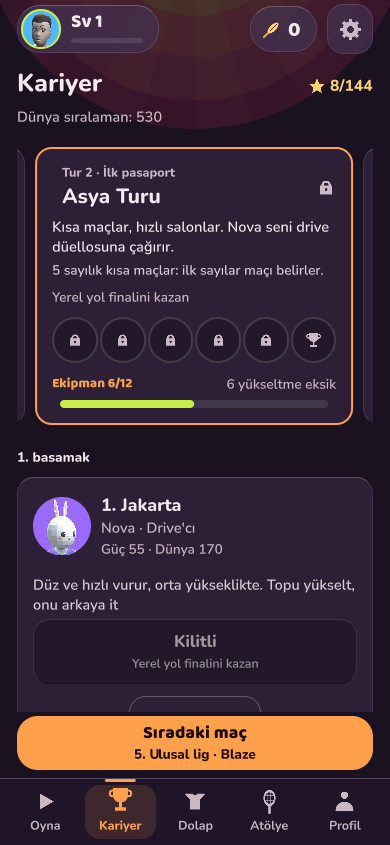 Sv 1
0
Kariyer
8/144
Dünya sıralaman: 530
Tur 2 · İlk pasaport
Asya Turu
Kısa maçlar, hızlı salonlar. Nova seni drive
düellosuna çağırır.
5 sayılık kısa maçlar: ilk sayılar maçı belirler.
Yerel yol finalini kazan
Ekipman 6/12
6 yükseltme eksik
1. basamak
1. Jakarta
Nova · Drive'cı
Güç 55 · Dünya 170
Düz ve hızlı vurur, orta yükseklikte. Topu yükselt,
onu arkaya it
Kilitli
Yerel yol finalini kazan
Sıradaki maç
5. Ulusal lig · Blaze
Oyna
Kariyer
Dolap
Atölye
Profil